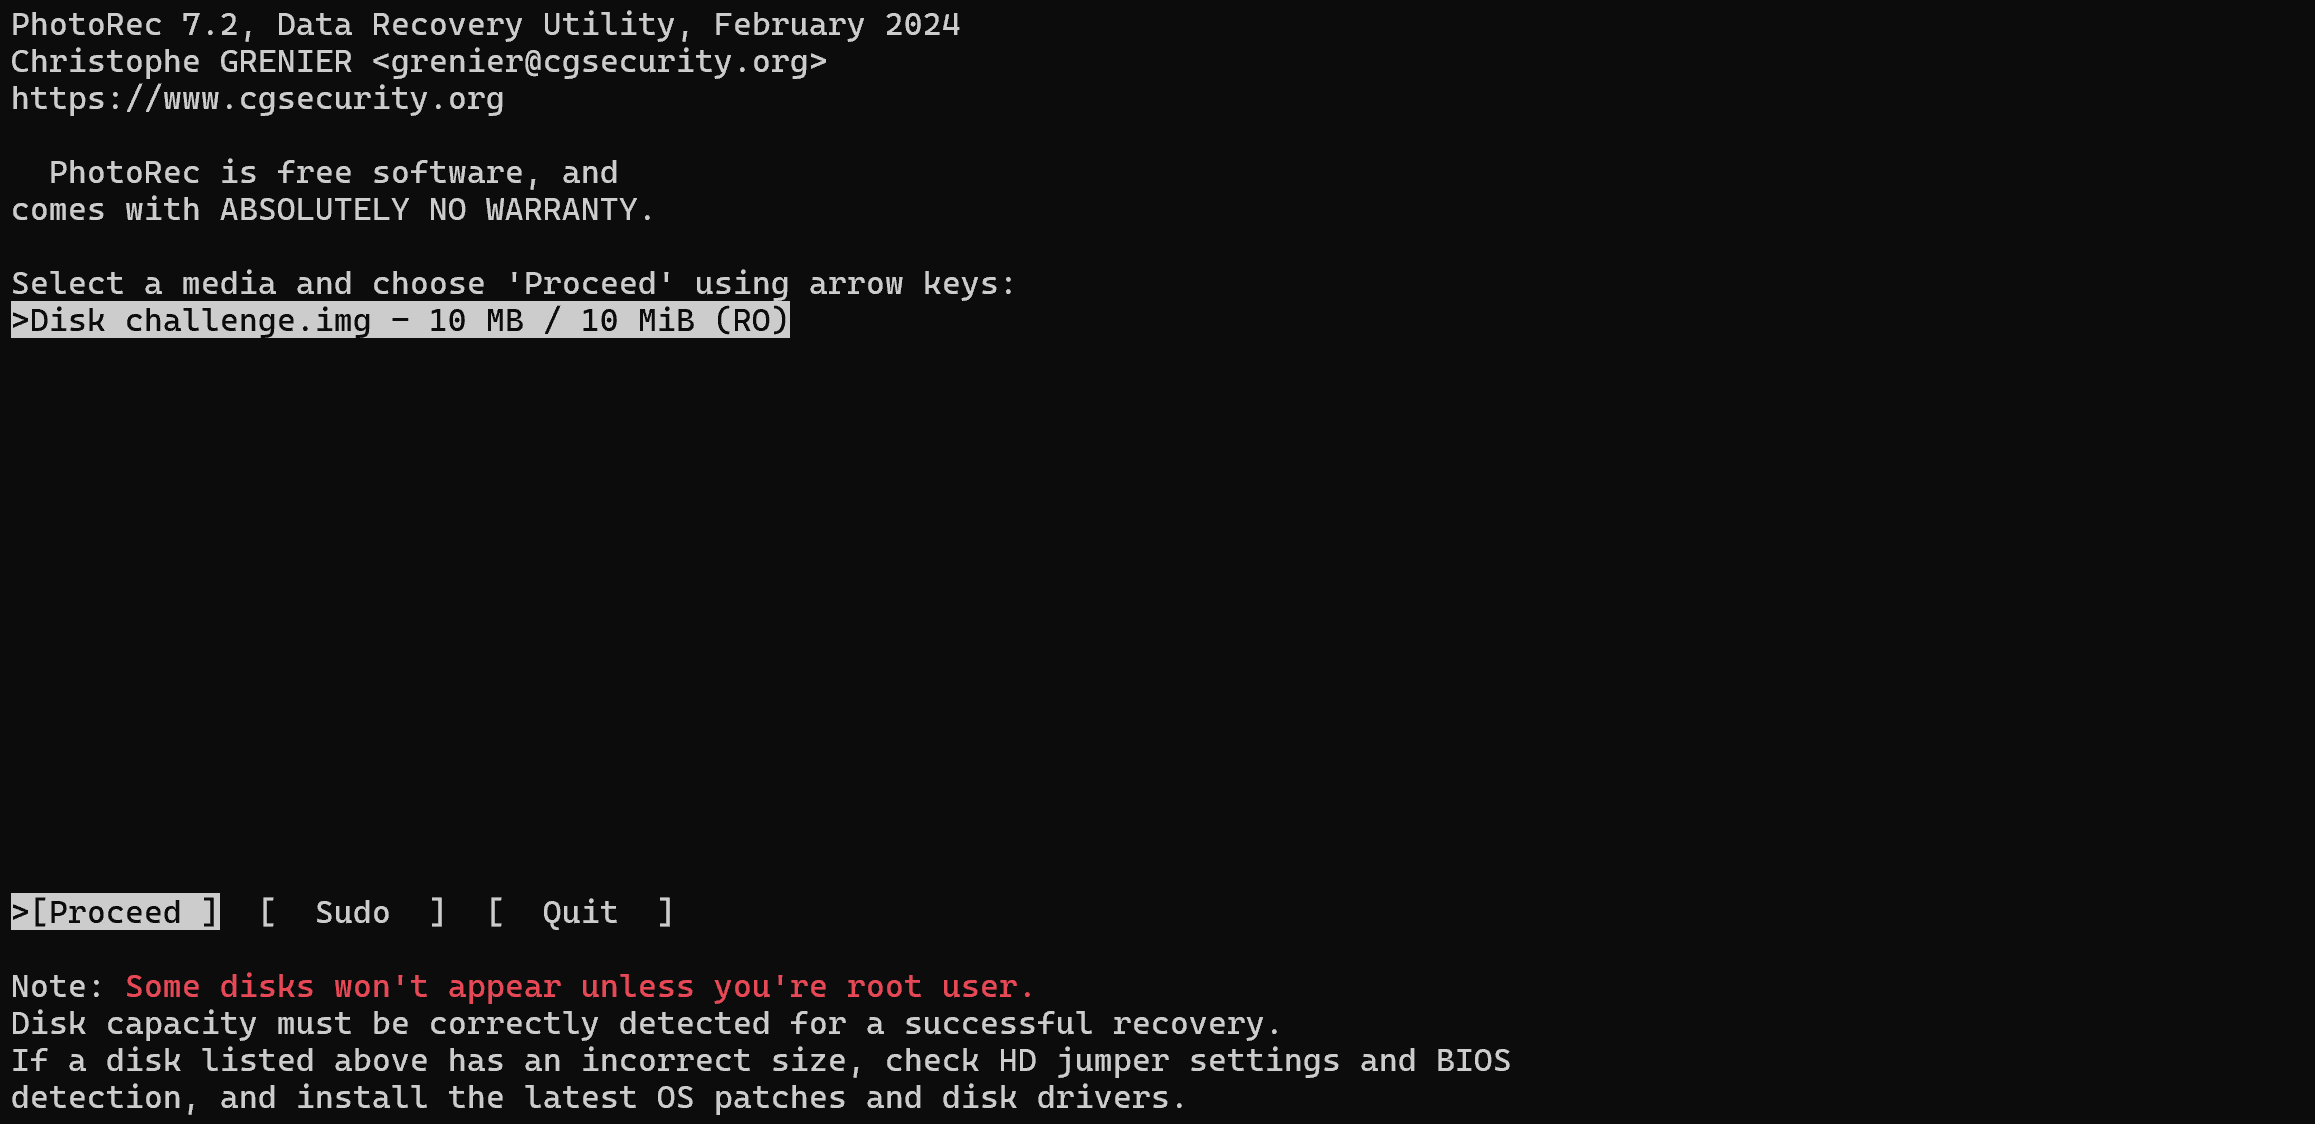 PhotoRec 7.2, Data Recovery Utility, February 2024
Christophe GRENIER <grenier@cgsecurity.org>
https://www.cgsecurity.org
  PhotoRec is free software, and
comes with ABSOLUTELY NO WARRANTY.
Select a media and choose 'Proceed' using arrow keys:
>Disk challenge.img - 10 MB / 10 MiB (RO)
>[Proceed ]  [  Sudo  ]  [  Quit  ]
Note: Some disks won't appear unless you're root user.
Disk capacity must be correctly detected for a successful recovery.
If a disk listed above has an incorrect size, check HD jumper settings and BIOS
detection, and install the latest OS patches and disk drivers.